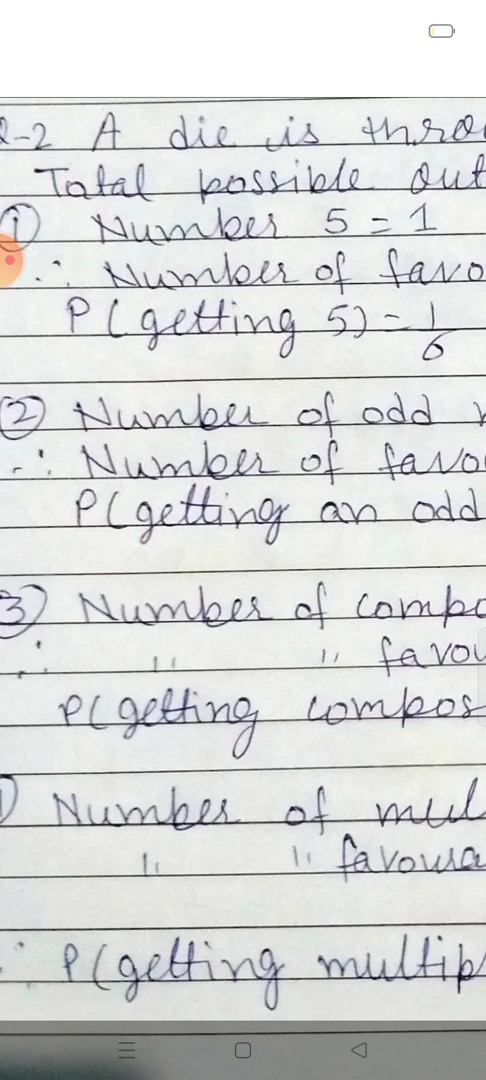 Q-2 A die is thro
Total possible out
① Number 5 = 1
∴ Number of favo
P(getting 5) = 1/6
② Number of odd n
∴ Number of favo
P(getting an odd
③ Number of compo
∴ " " favou
P(getting compos
Number of mul
" " favoura
∴ P(getting multip